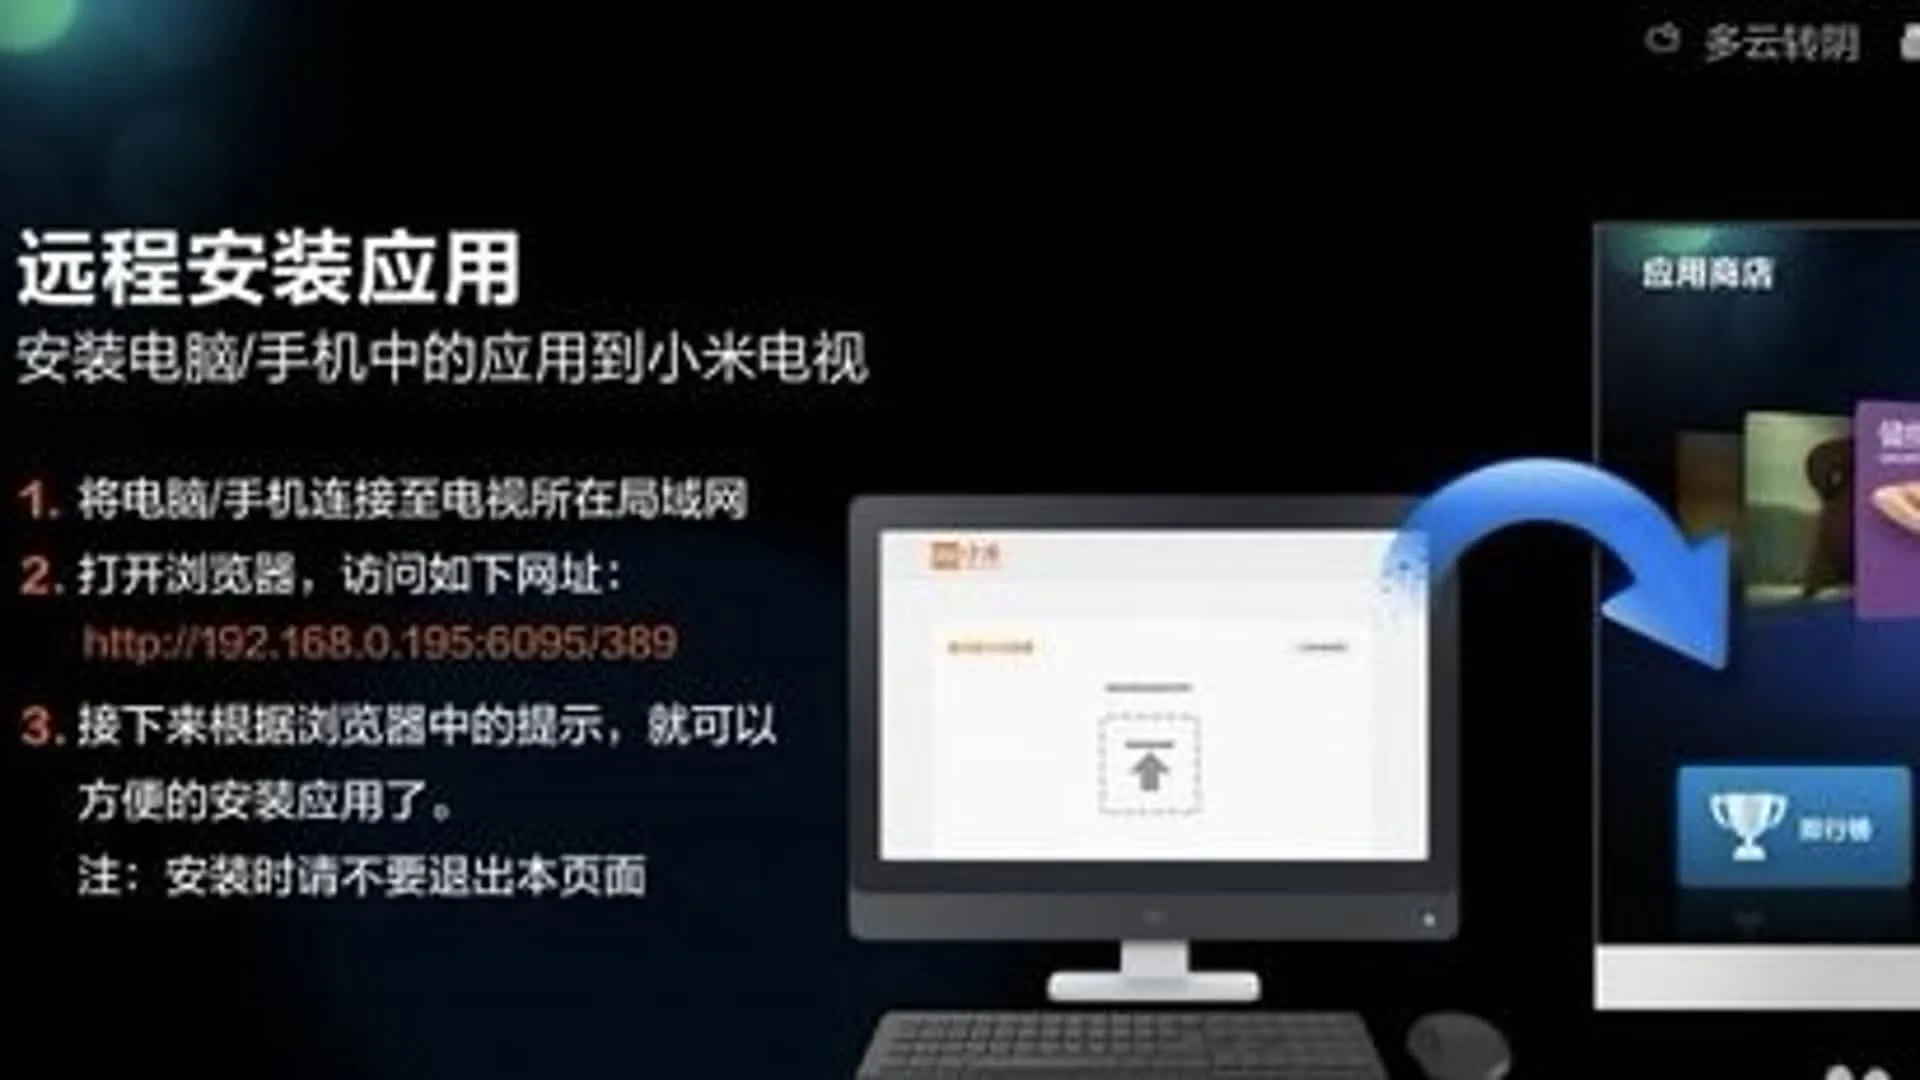 多云转阴
远程安装应用
安装电脑/手机中的应用到小米电视
1. 将电脑/手机连接至电视所在局域网
2. 打开浏览器，访问如下网址：
http://192.168.0.195:6095/389
3. 接下来根据浏览器中的提示，就可以
方便的安装应用了。
注：安装时请不要退出本页面
小米
应用商店
排行榜